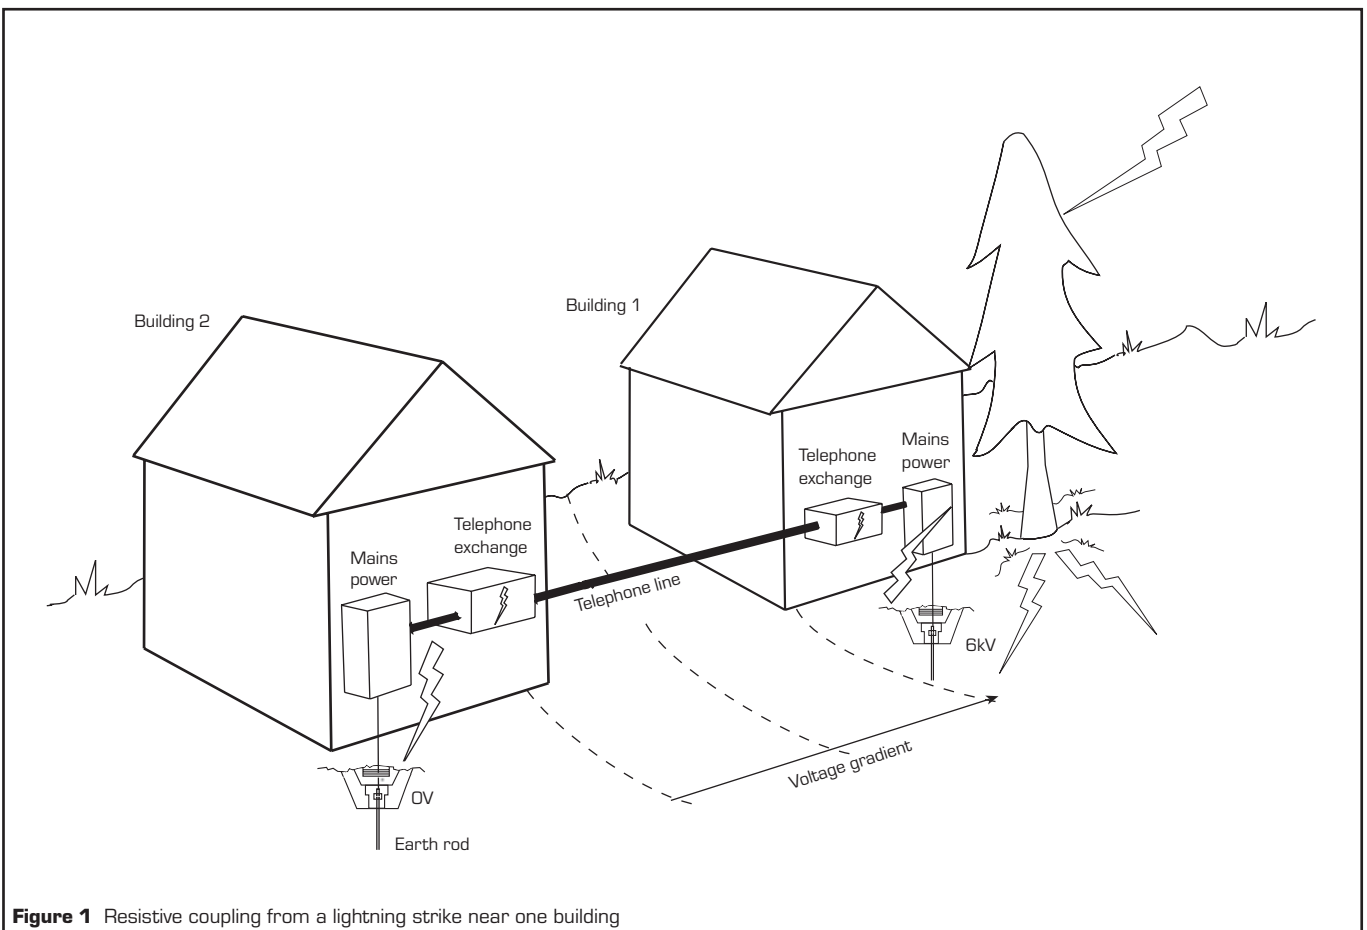 Building 2
Building 1
Mains
power
Telephone
exchange
Telephone
exchange
Mains
power
Telephone line
6kV
Voltage gradient
0V
Earth rod
Figure 1 Resistive coupling from a lightning strike near one building